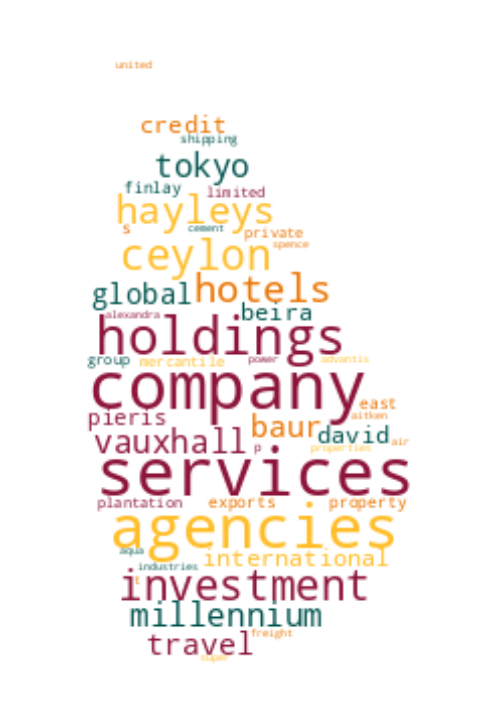 united
credit
shipping
tokyo
finlay limited
hayleys
s cement private
spence
ceylon
global hotels
alexandra beira
holdings
group mercantile power advantis
company
east
pieris aitken
baur
vauxhall p david air
properties
services
plantation exports property
agencies
aqua international
industries
t investment
millennium
freight
travel
super